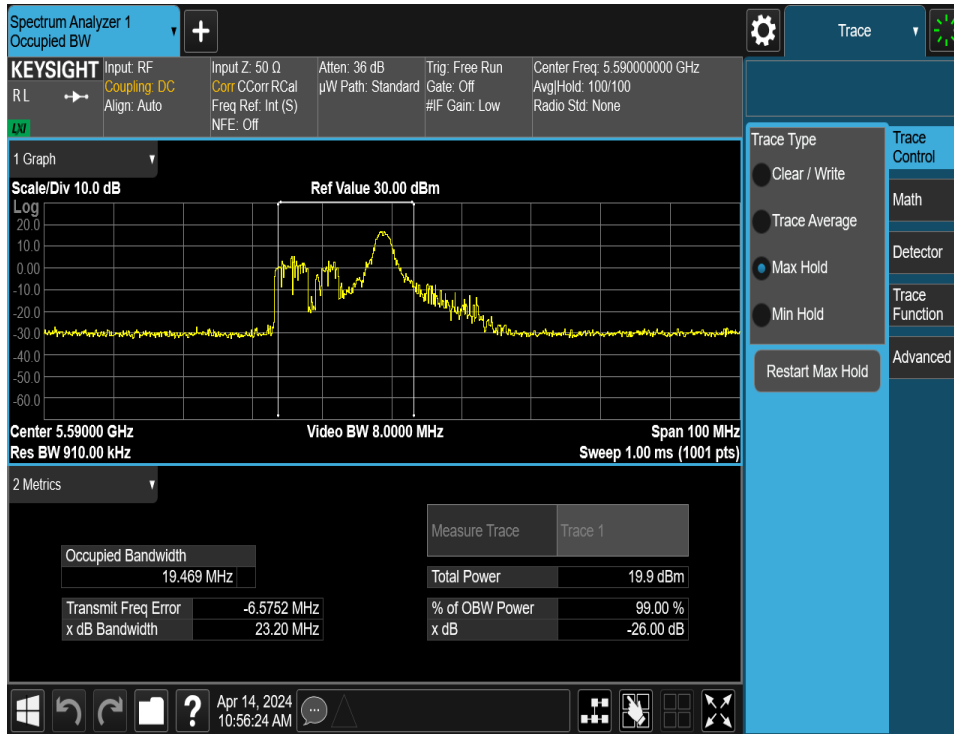 Spectrum Analyzer 1
Occupied BW
+
Trace
KEYSIGHT
R L
LXI
Input: RF
Coupling: DC
Align: Auto
Input Z: 50 Ω
Corr CCorr RCal
Freq Ref: Int (S)
NFE: Off
Atten: 36 dB
µW Path: Standard
Trig: Free Run
Gate: Off
#IF Gain: Low
Center Freq: 5.590000000 GHz
Avg|Hold: 100/100
Radio Std: None
1 Graph
Scale/Div 10.0 dB
Ref Value 30.00 dBm
Log
20.0
10.0
0.00
-10.0
-20.0
-30.0
-40.0
-50.0
-60.0
Center 5.59000 GHz
Video BW 8.0000 MHz
Span 100 MHz
Res BW 910.00 kHz
Sweep 1.00 ms (1001 pts)
2 Metrics
Measure Trace
Trace 1
Occupied Bandwidth
19.469 MHz
Total Power
19.9 dBm
Transmit Freq Error
-6.5752 MHz
% of OBW Power
99.00 %
x dB Bandwidth
23.20 MHz
x dB
-26.00 dB
Trace Type
Clear / Write
Trace Average
Max Hold
Min Hold
Restart Max Hold
Trace
Control
Math
Detector
Trace
Function
Advanced
?
Apr 14, 2024
10:56:24 AM